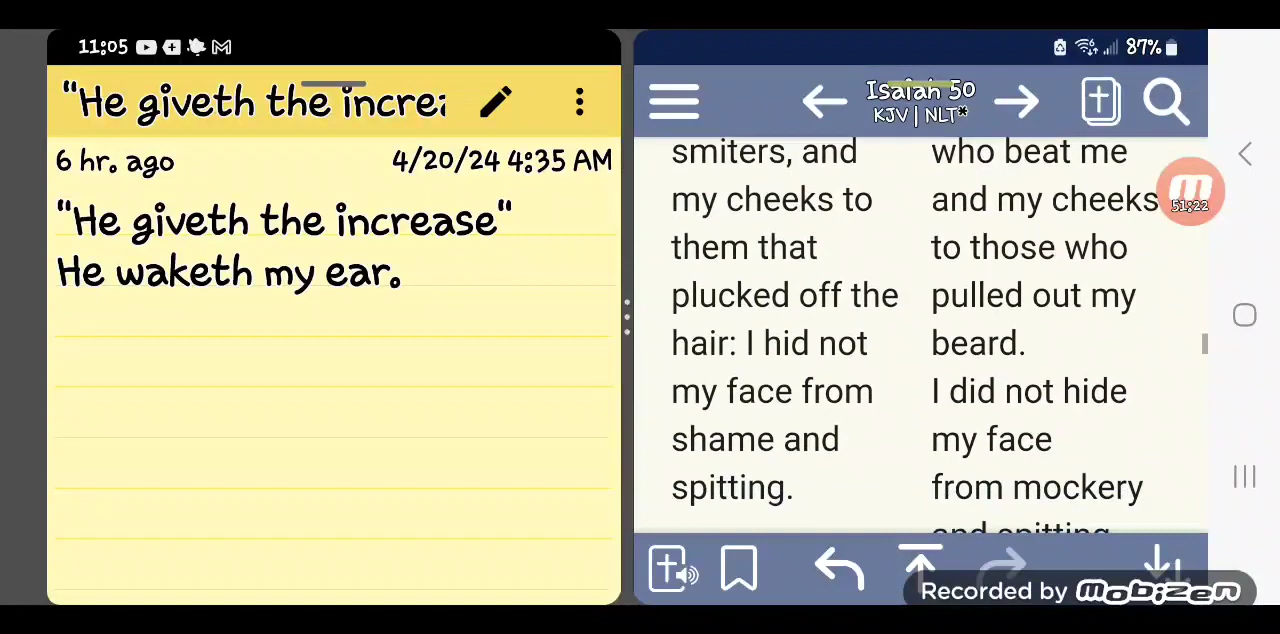 11:05
"He giveth the increa
6 hr. ago 4/20/24 4:35 AM
"He giveth the increase"
He waketh my ear.
87%
Isaiah 50
KJV | NLT*
smiters, and
my cheeks to
them that
plucked off the
hair: I hid not
my face from
shame and
spitting.
who beat me
and my cheeks
to those who
pulled out my
beard.
I did not hide
my face
from mockery
and spitting
51:22
Recorded by mobizen